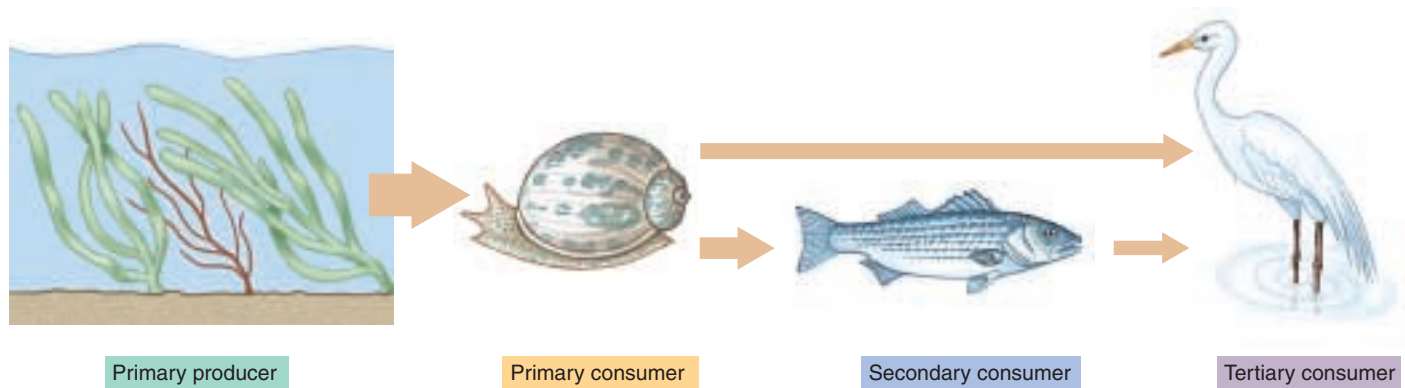 Primary producer
Primary consumer
Secondary consumer
Tertiary consumer